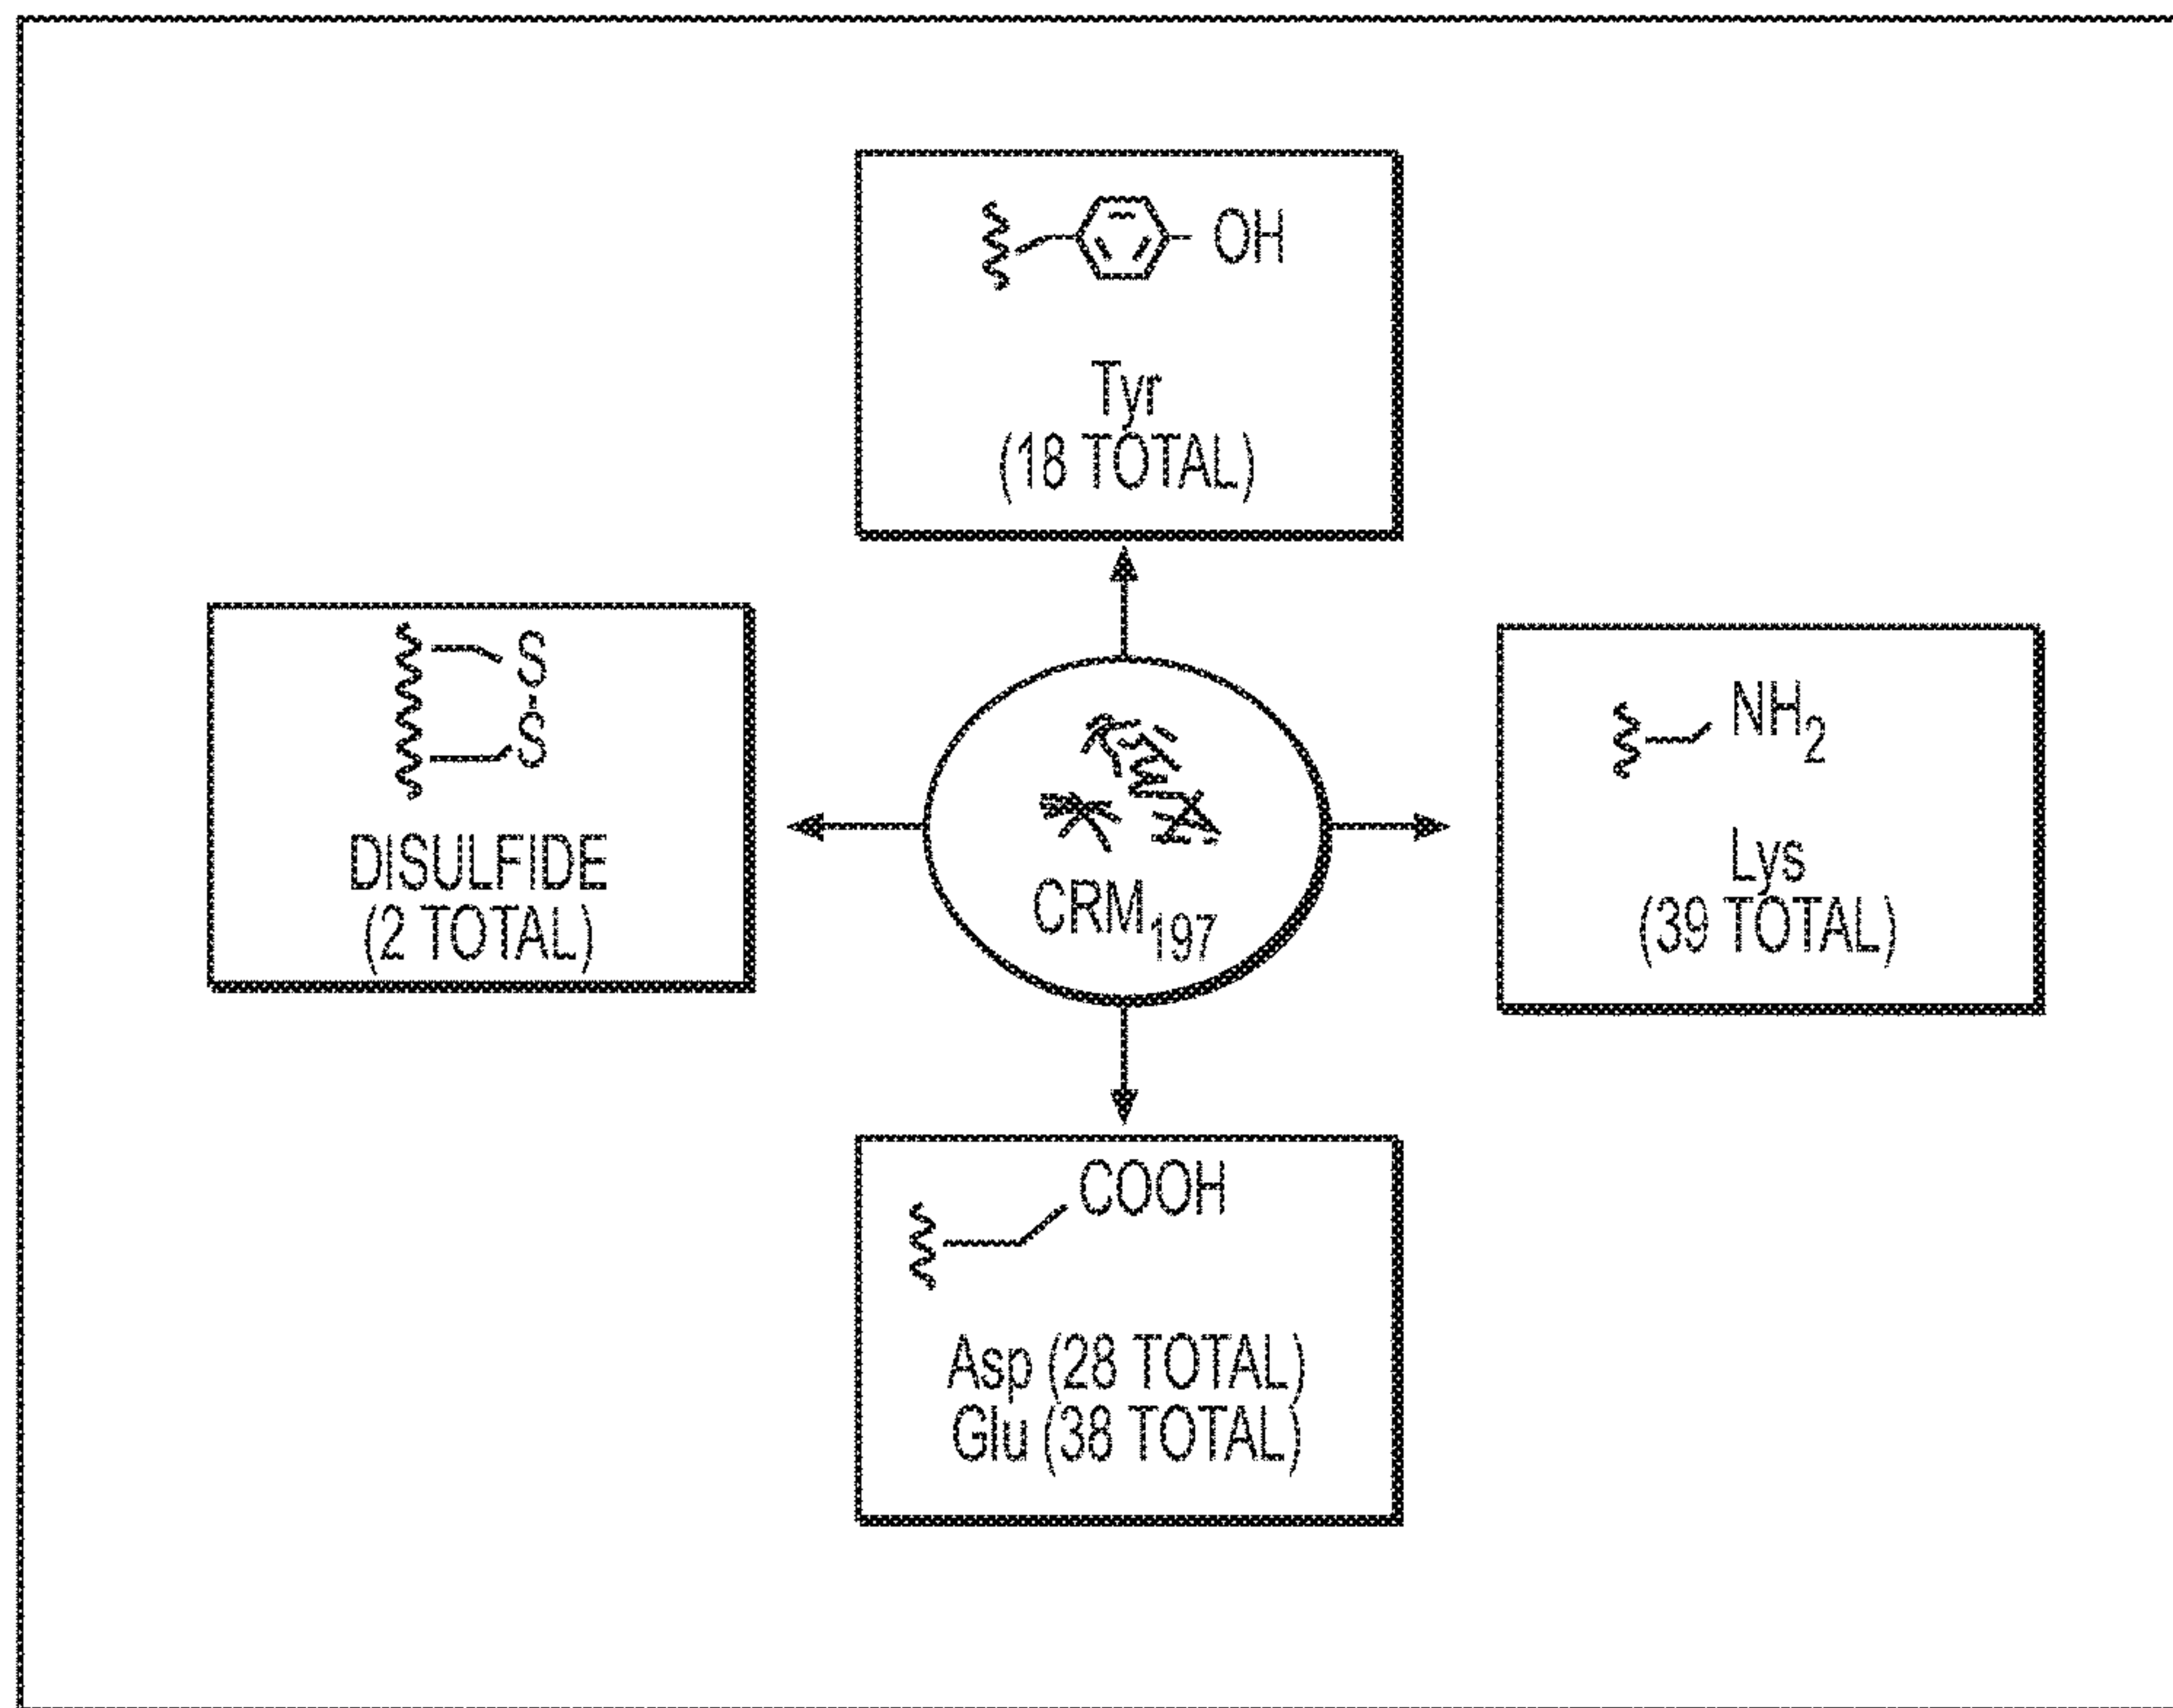 OH
Tyr
(18 TOTAL)
S
S
DISULFIDE
(2 TOTAL)
CRM197
NH2
Lys
(39 TOTAL)
COOH
Asp (28 TOTAL)
Glu (38 TOTAL)